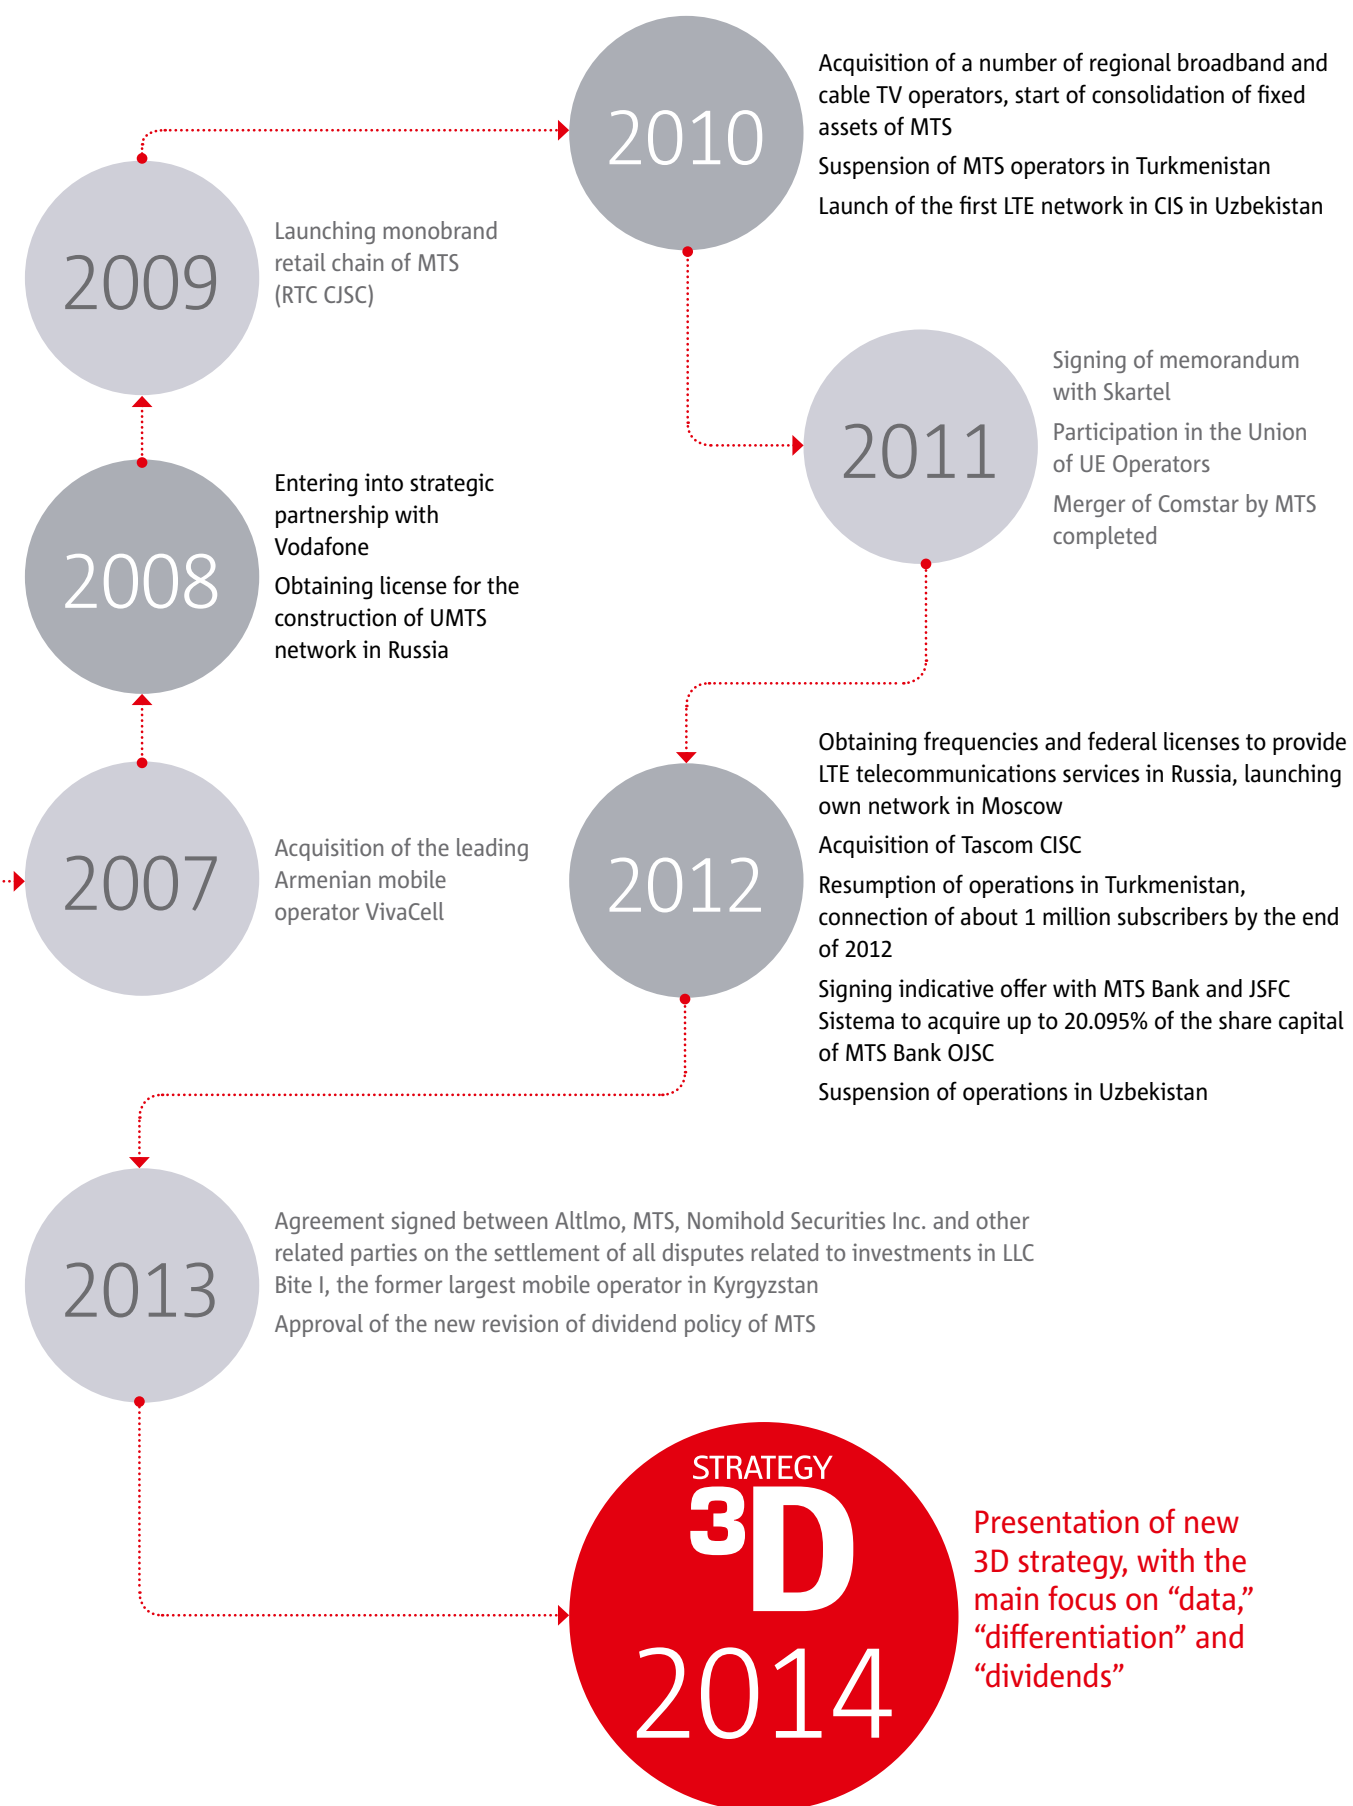 2007
Acquisition of the leading
Armenian mobile
operator VivaCell
2008
Entering into strategic
partnership with
Vodafone
Obtaining license for the
construction of UMTS
network in Russia
2009
Launching monobrand
retail chain of MTS
(RTC CJSC)
2010
Acquisition of a number of regional broadband and
cable TV operators, start of consolidation of fixed
assets of MTS
Suspension of MTS operators in Turkmenistan
Launch of the first LTE network in CIS in Uzbekistan
2011
Signing of memorandum
with Skartel
Participation in the Union
of UE Operators
Merger of Comstar by MTS
completed
2012
Obtaining frequencies and federal licenses to provide
LTE telecommunications services in Russia, launching
own network in Moscow
Acquisition of Tascom CISC
Resumption of operations in Turkmenistan,
connection of about 1 million subscribers by the end
of 2012
Signing indicative offer with MTS Bank and JSFC
Sistema to acquire up to 20.095% of the share capital
of MTS Bank OJSC
Suspension of operations in Uzbekistan
2013
Agreement signed between Altlmo, MTS, Nomihold Securities Inc. and other
related parties on the settlement of all disputes related to investments in LLC
Bite I, the former largest mobile operator in Kyrgyzstan
Approval of the new revision of dividend policy of MTS
STRATEGY
3D
2014
Presentation of new
3D strategy, with the
main focus on “data,”
“differentiation” and
“dividends”